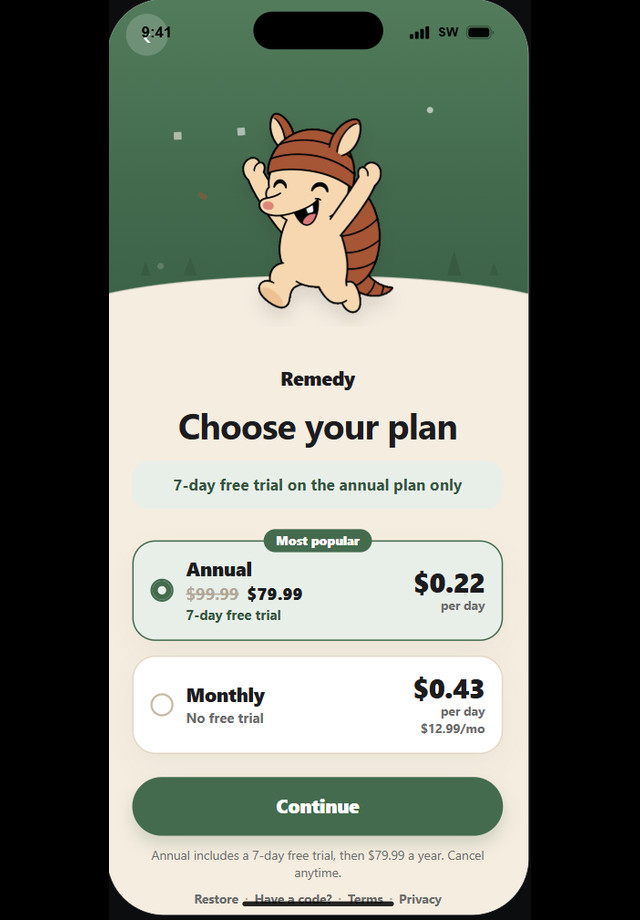 9:41 SW
Remedy
Choose your plan
7-day free trial on the annual plan only
Most popular
Annual
$99.99 $79.99
7-day free trial
$0.22
per day
Monthly
No free trial
$0.43
per day
$12.99/mo
Continue
Annual includes a 7-day free trial, then $79.99 a year. Cancel
anytime.
Restore · Have a code? · Terms · Privacy